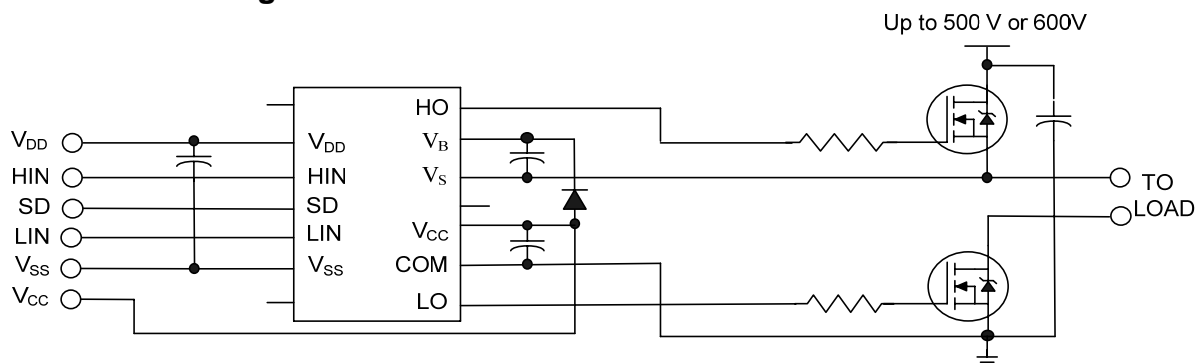 Up to 500 V or 600V
HO
VDD
VDD
VB
HIN
HIN
VS
TO
SD
SD
LOAD
LIN
LIN
VCC
VSS
VSS
COM
VCC
LO